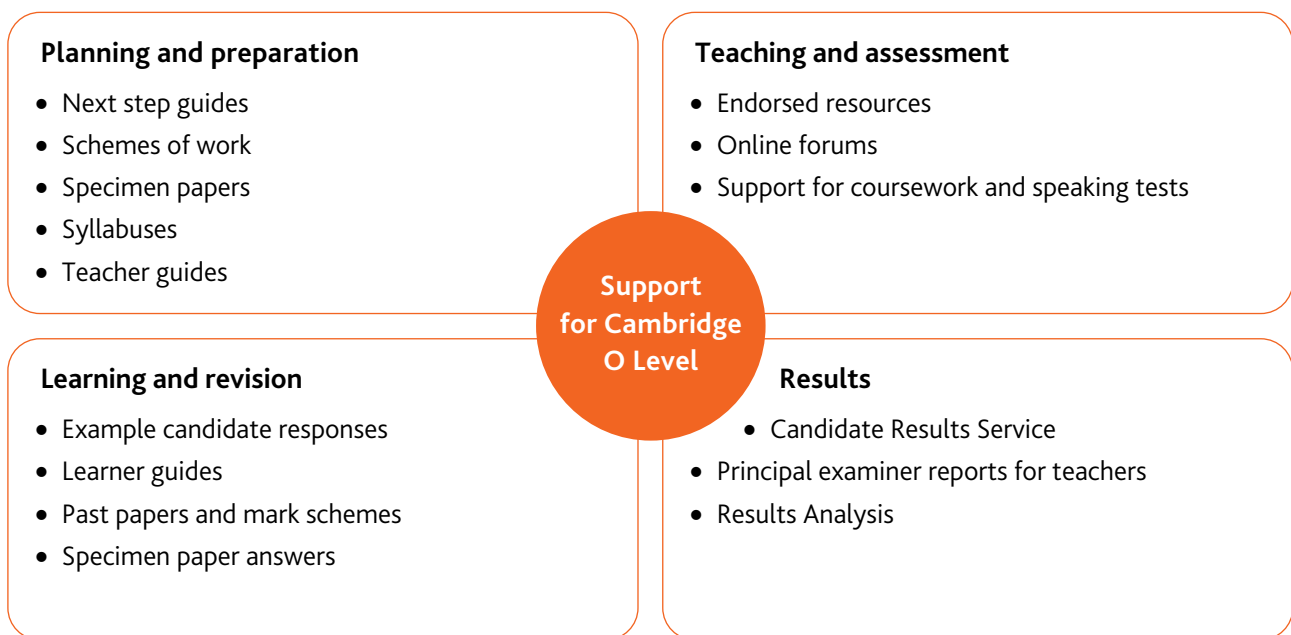 Planning and preparation
• Next step guides
• Schemes of work
• Specimen papers
• Syllabuses
• Teacher guides
Teaching and assessment
• Endorsed resources
• Online forums
• Support for coursework and speaking tests
Support
for Cambridge
O Level
Learning and revision
• Example candidate responses
• Learner guides
• Past papers and mark schemes
• Specimen paper answers
Results
• Candidate Results Service
• Principal examiner reports for teachers
• Results Analysis